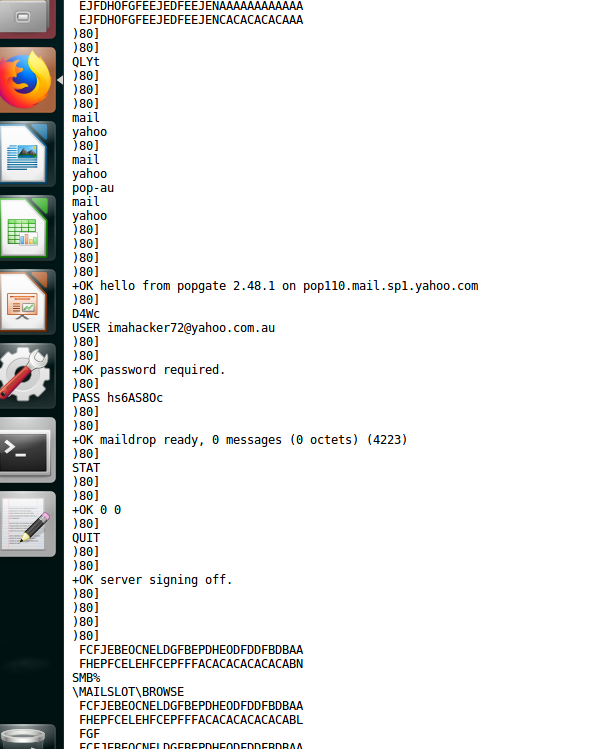 EJFDHOFGFEEJEDFEEJENAAAAAAAAAAAA
EJFDHOFGFEEJEDFEEJENCACACACACAAA
)80]
)80]
QLYt
)80]
)80]
)80]
mail
yahoo
)80]
mail
yahoo
pop-au
mail
yahoo
)80]
)80]
)80]
)80]
+OK hello from popgate 2.48.1 on pop110.mail.sp1.yahoo.com
)80]
D4Wc
USER imahacker72@yahoo.com.au
)80]
)80]
+OK password required.
)80]
PASS hs6AS8Oc
)80]
)80]
+OK maildrop ready, 0 messages (0 octets) (4223)
)80]
STAT
)80]
)80]
+OK 0 0
)80]
QUIT
)80]
)80]
+OK server signing off.
)80]
)80]
)80]
)80]
FCFJEBEOCNELDGFBEPDHEODFDDFBDBAA
FHEPFCELEHFCEPFFFACACACACACACABN
SMB%
\MAILSLOT\BROWSE
FCFJEBEOCNELDGFBEPDHEODFDDFBDBAA
FHEPFCELEHFCEPFFFACACACACACACABL
FGF
FCFJEBEOCNELDGFBEPDHEODFDDFBDBAA